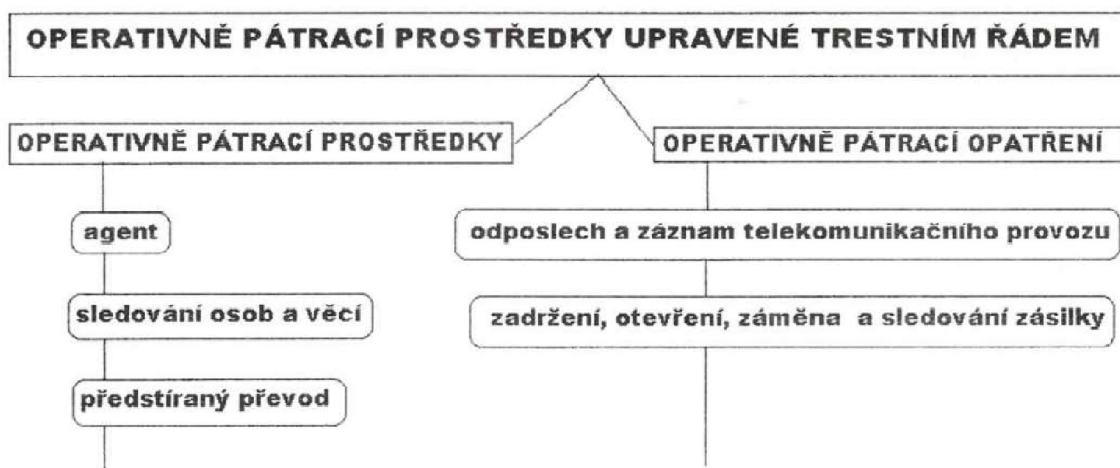 OPERATIVNĚ PÁTRACÍ PROSTŘEDKY UPRAVENÉ TRESTNÍM ŘÁDEM
OPERATIVNĚ PÁTRACÍ PROSTŘEDKY
agent
sledování osob a věcí
předstíraný převod
OPERATIVNĚ PÁTRACÍ OPATŘENÍ
odposlech a záznam telekomunikačního provozu
zadržení, otevření, záměna a sledování zásilky